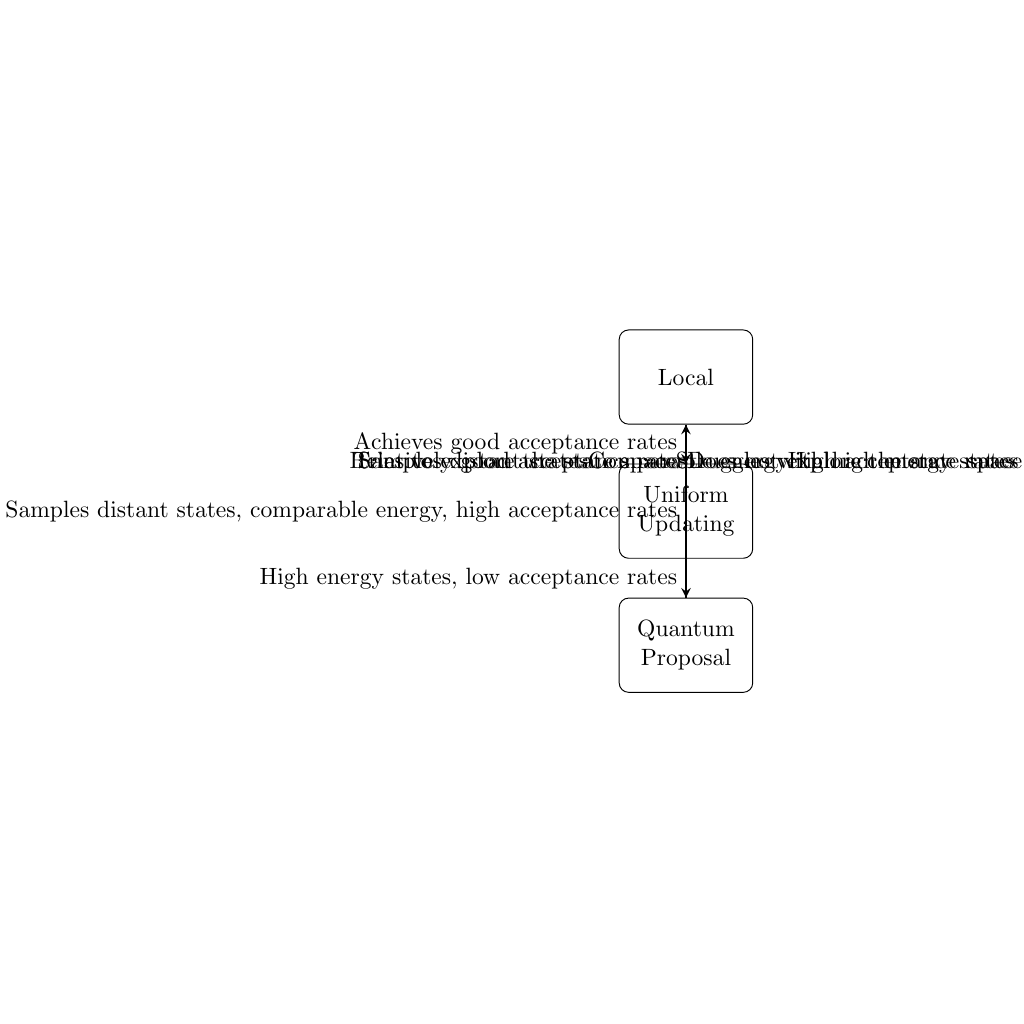 Local
Achieves good acceptance rates
Uniform
Updating
Samples distant states, comparable energy, high acceptance rates
High energy states, low acceptance rates
Quantum
Proposal